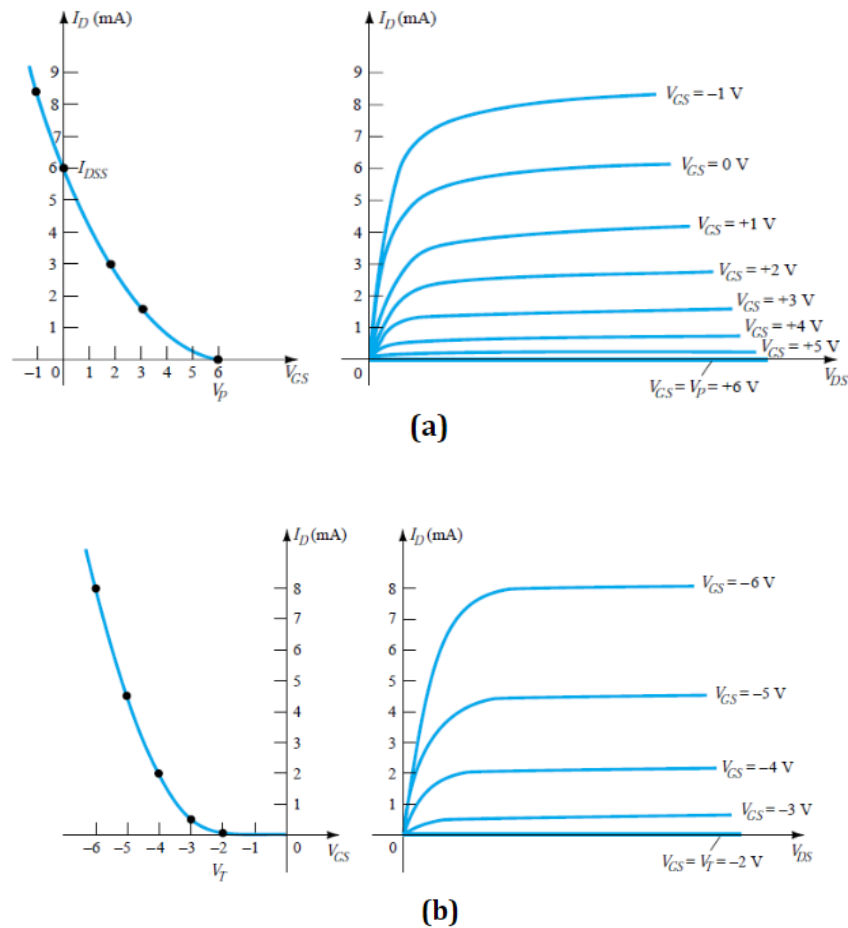 I_D (mA)
9
8
7
6
I_DSS
5
4
3
2
1
–1 0 1 2 3 4 5 6
V_P
V_GS
I_D (mA)
9
8
7
6
5
4
3
2
1
0
V_GS = –1 V
V_GS = 0 V
V_GS = +1 V
V_GS = +2 V
V_GS = +3 V
V_GS = +4 V
V_GS = +5 V
V_DS
V_GS = V_P = +6 V
(a)
I_D (mA)
8
7
6
5
4
3
2
1
–6 –5 –4 –3 –2 –1 0
V_T
V_GS
I_D (mA)
8
7
6
5
4
3
2
1
0
V_GS = –6 V
V_GS = –5 V
V_GS = –4 V
V_GS = –3 V
V_DS
V_GS = V_T = –2 V
(b)